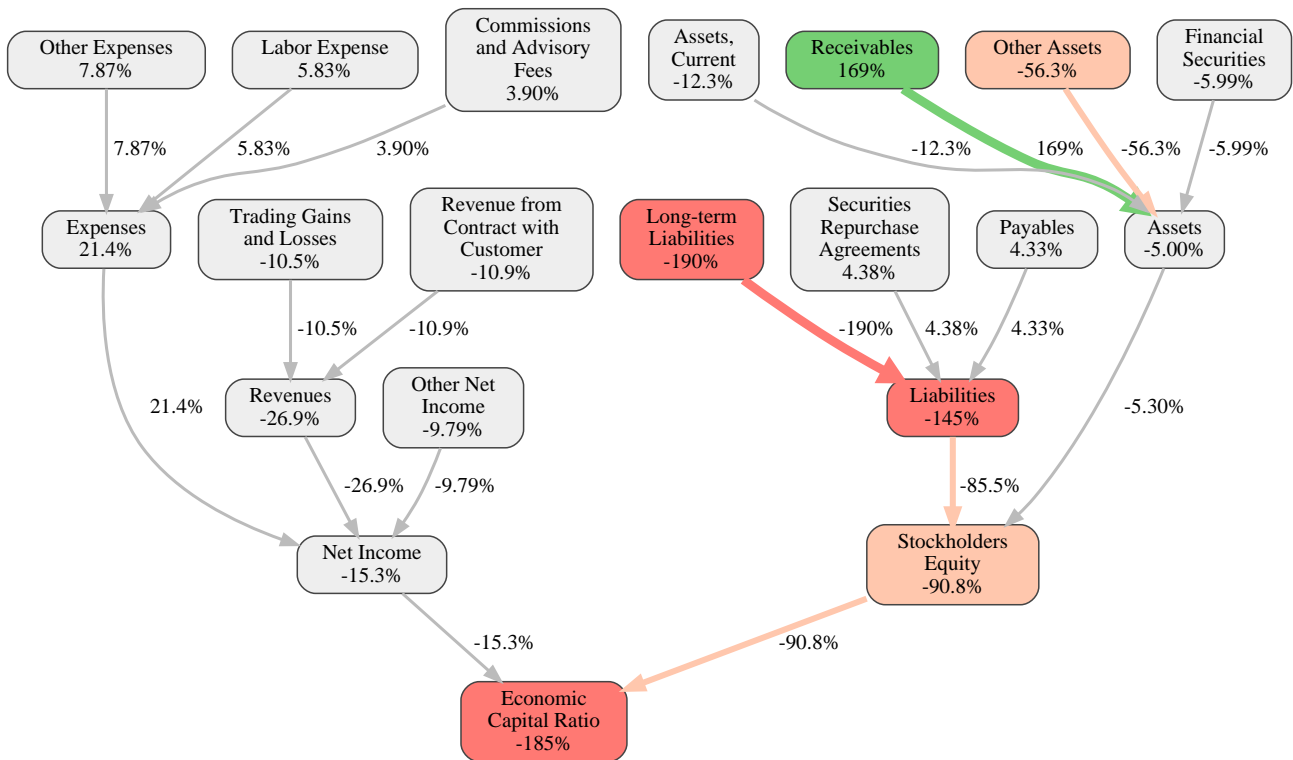 Other Expenses
7.87%
Labor Expense
5.83%
Commissions
and Advisory
Fees
3.90%
Assets,
Current
-12.3%
Receivables
169%
Other Assets
-56.3%
Financial
Securities
-5.99%
7.87%
5.83%
3.90%
-12.3%
169%
-56.3%
-5.99%
Expenses
21.4%
Trading Gains
and Losses
-10.5%
Revenue from
Contract with
Customer
-10.9%
Long-term
Liabilities
-190%
Securities
Repurchase
Agreements
4.38%
Payables
4.33%
Assets
-5.00%
-10.5%
-10.9%
-190%
4.38%
4.33%
21.4%
Revenues
-26.9%
Other Net
Income
-9.79%
Liabilities
-145%
-5.30%
-26.9%
-9.79%
-85.5%
Net Income
-15.3%
Stockholders
Equity
-90.8%
-15.3%
-90.8%
Economic
Capital Ratio
-185%